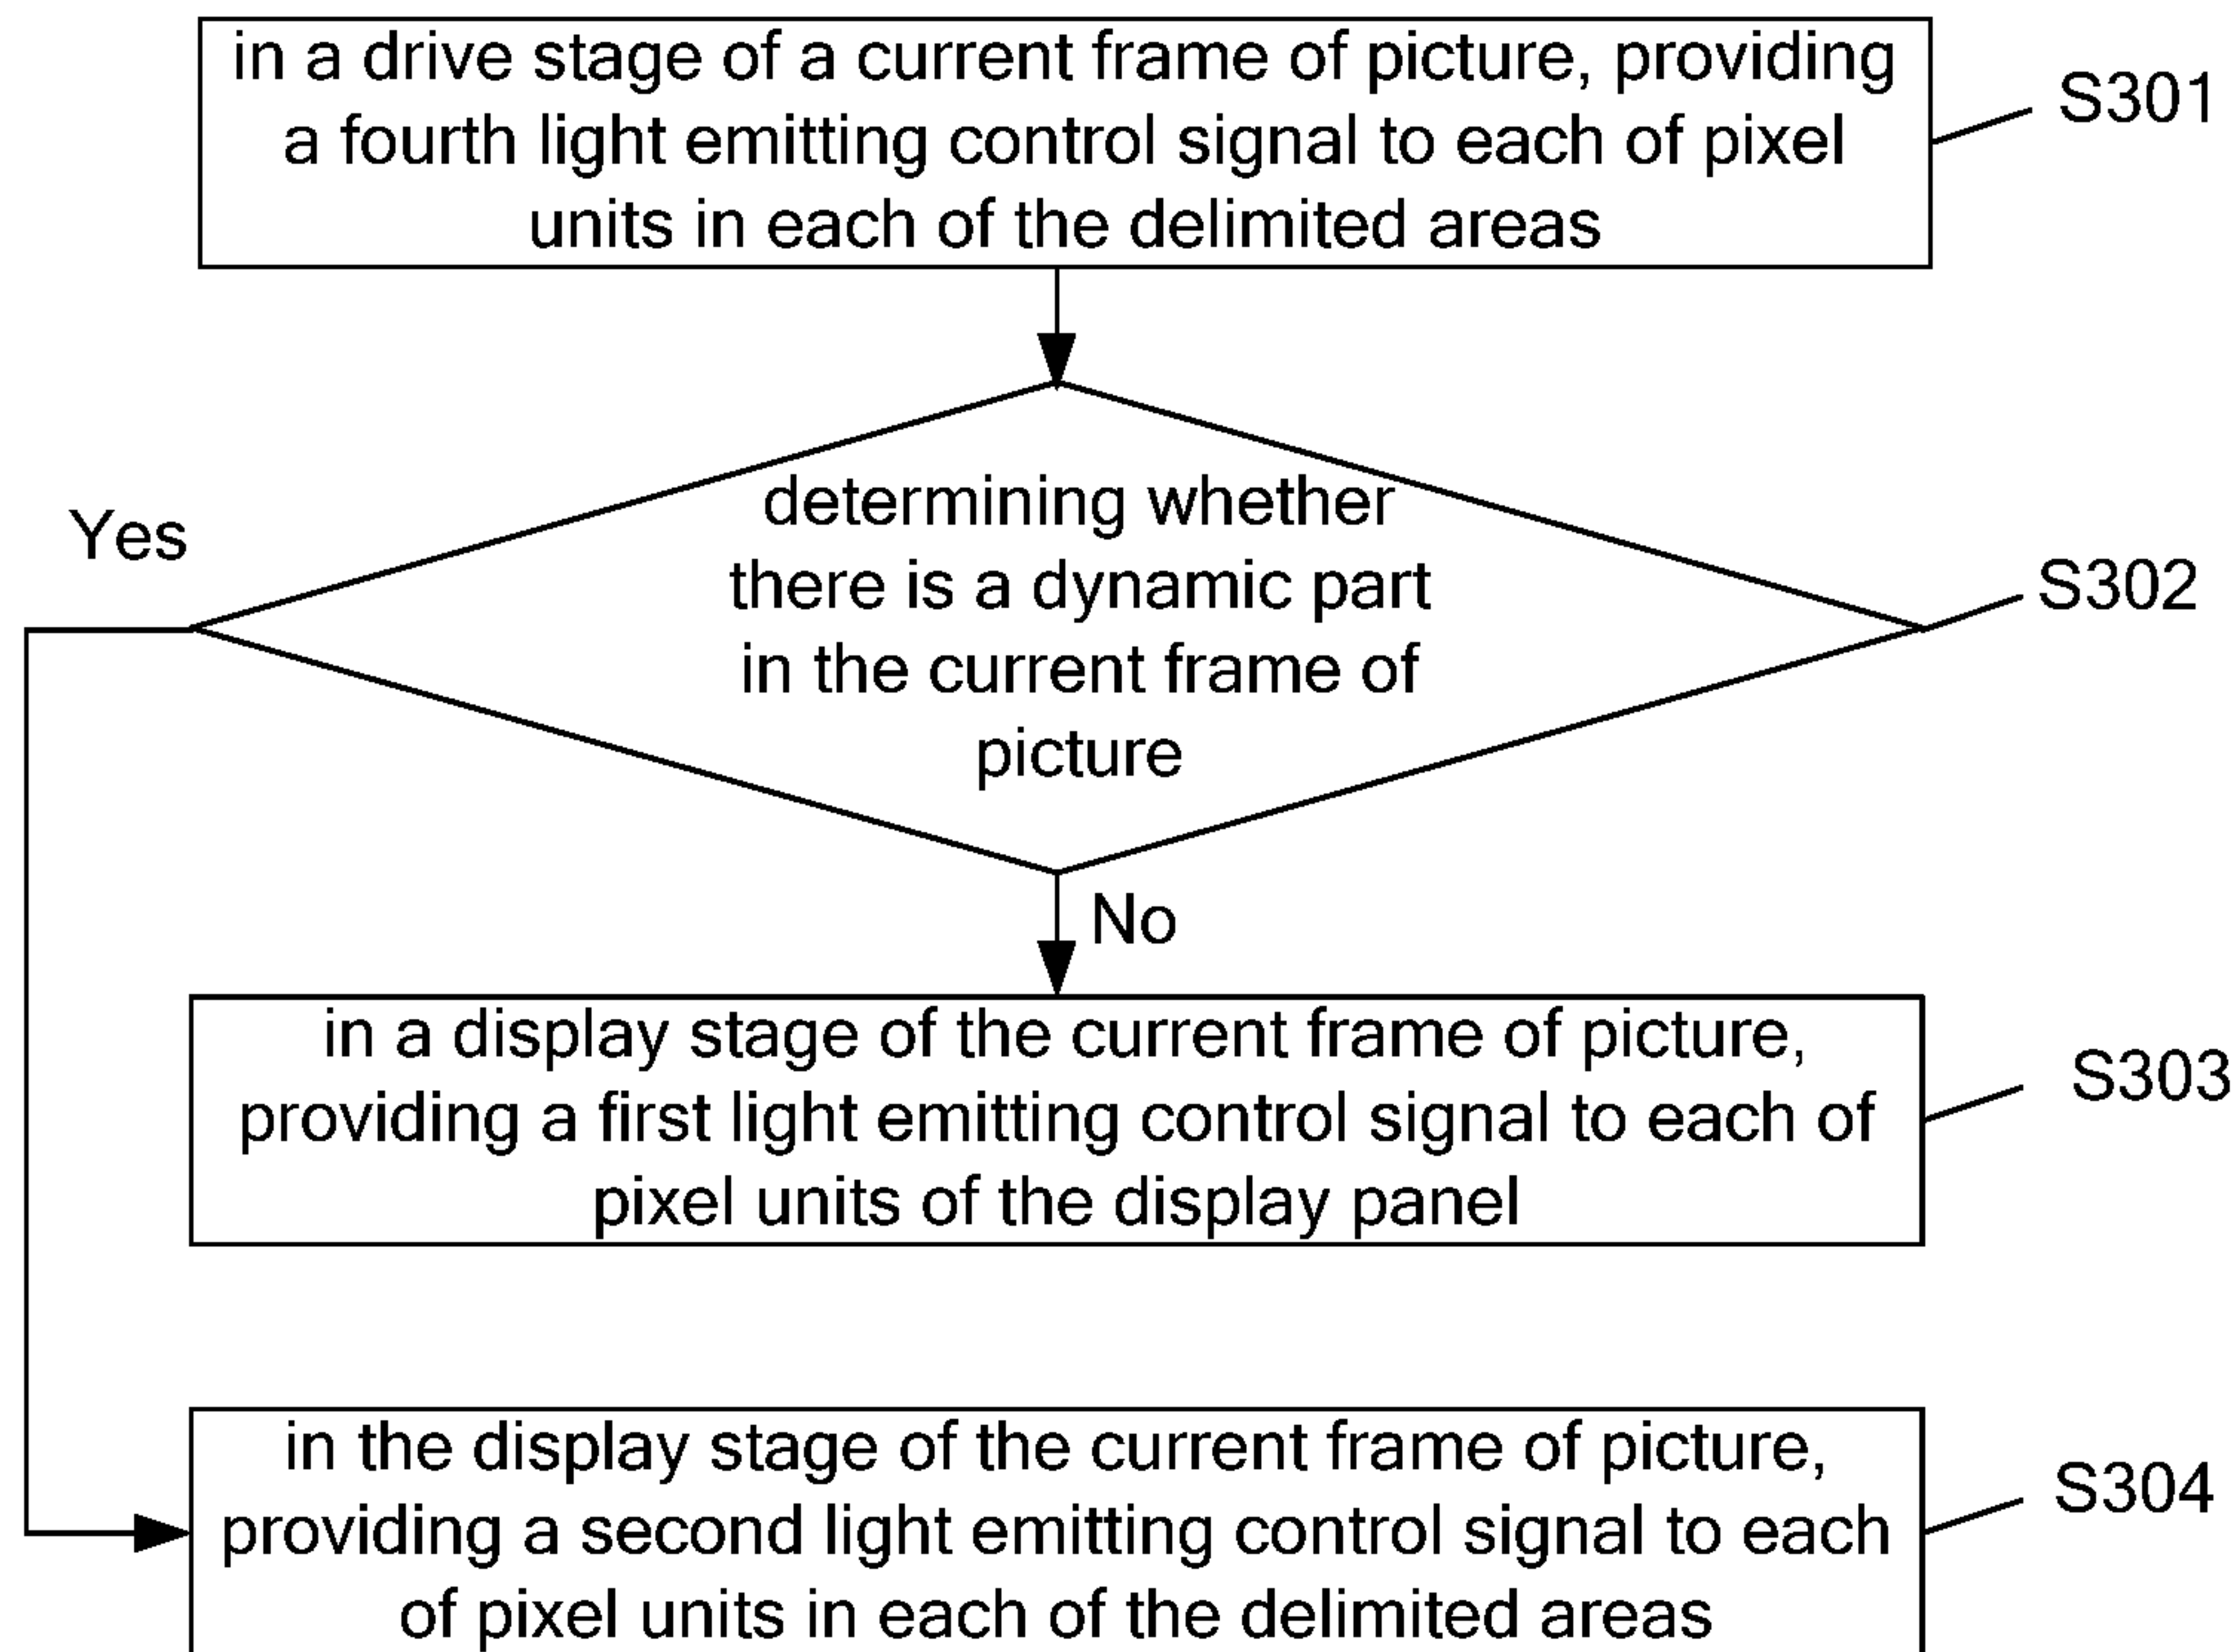 in a drive stage of a current frame of picture, providing
a fourth light emitting control signal to each of pixel
units in each of the delimited areas
S301
determining whether
there is a dynamic part
in the current frame of
picture
Yes
S302
No
in a display stage of the current frame of picture,
providing a first light emitting control signal to each of
pixel units of the display panel
S303
in the display stage of the current frame of picture,
providing a second light emitting control signal to each
of pixel units in each of the delimited areas
S304